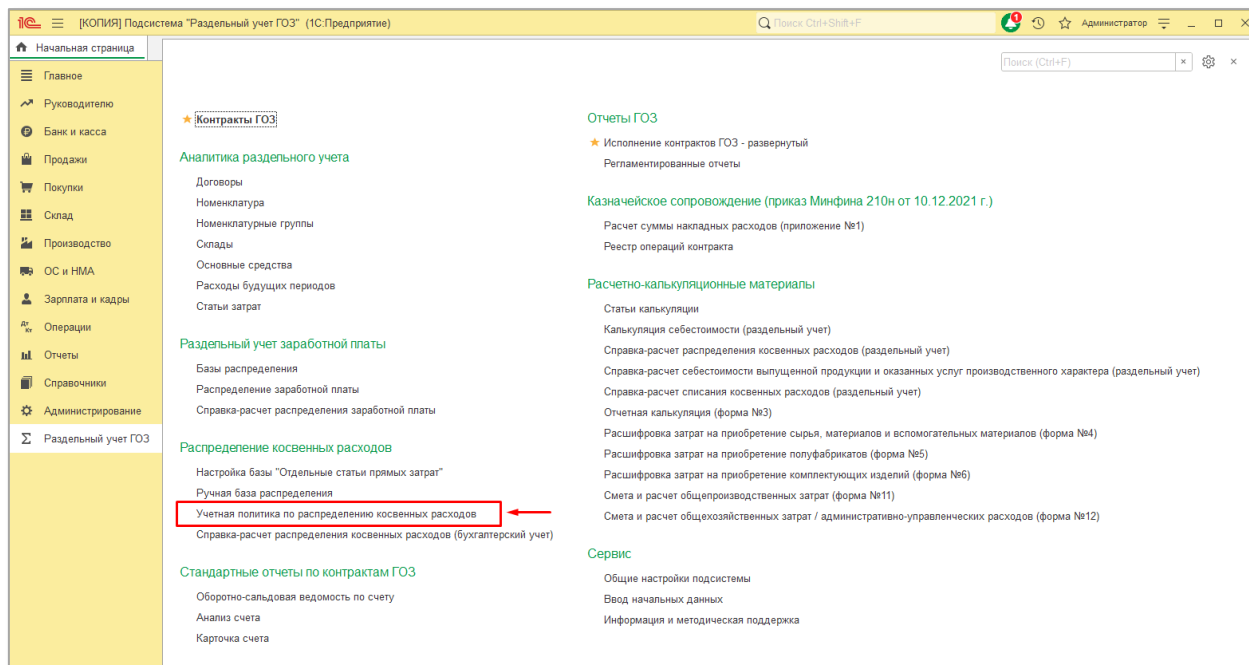 1С [КОПИЯ] Подсистема "Раздельный учет ГОЗ" (1С:Предприятие) Поиск Ctrl+Shift+F 1 Администратор
Начальная страница
Поиск (Ctrl+F)
Главное
Руководителю
Банк и касса
Продажи
Покупки
Склад
Производство
ОС и НМА
Зарплата и кадры
Дт Кт Операции
Отчеты
Справочники
Администрирование
Раздельный учет ГОЗ
Контракты ГОЗ
Аналитика раздельного учета
Договоры
Номенклатура
Номенклатурные группы
Склады
Основные средства
Расходы будущих периодов
Статьи затрат
Раздельный учет заработной платы
Базы распределения
Распределение заработной платы
Справка-расчет распределения заработной платы
Распределение косвенных расходов
Настройка базы "Отдельные статьи прямых затрат"
Ручная база распределения
Учетная политика по распределению косвенных расходов
Справка-расчет распределения косвенных расходов (бухгалтерский учет)
Стандартные отчеты по контрактам ГОЗ
Оборотно-сальдовая ведомость по счету
Анализ счета
Карточка счета
Отчеты ГОЗ
Исполнение контрактов ГОЗ - развернутый
Регламентированные отчеты
Казначейское сопровождение (приказ Минфина 210н от 10.12.2021 г.)
Расчет суммы накладных расходов (приложение №1)
Реестр операций контракта
Расчетно-калькуляционные материалы
Статьи калькуляции
Калькуляция себестоимости (раздельный учет)
Справка-расчет распределения косвенных расходов (раздельный учет)
Справка-расчет себестоимости выпущенной продукции и оказанных услуг производственного характера (раздельный учет)
Справка-расчет списания косвенных расходов (раздельный учет)
Отчетная калькуляция (форма №3)
Расшифровка затрат на приобретение сырья, материалов и вспомогательных материалов (форма №4)
Расшифровка затрат на приобретение полуфабрикатов (форма №5)
Расшифровка затрат на приобретение комплектующих изделий (форма №6)
Смета и расчет общепроизводственных затрат (форма №11)
Смета и расчет общехозяйственных затрат / административно-управленческих расходов (форма №12)
Сервис
Общие настройки подсистемы
Ввод начальных данных
Информация и методическая поддержка